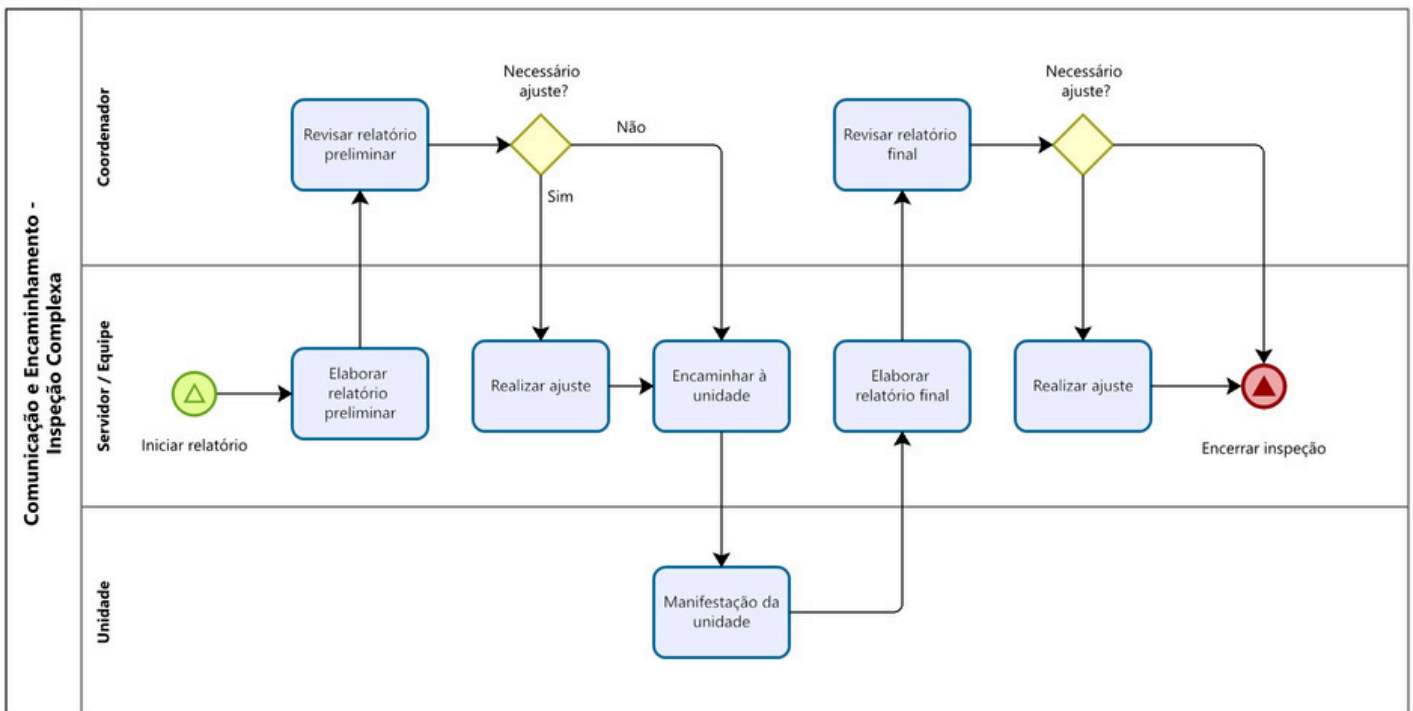 Comunicação e Encaminhamento -
Inspeção Complexa
Coordenador
Revisar relatório
preliminar
Necessário
ajuste?
Não
Sim
Revisar relatório
final
Necessário
ajuste?
Servidor / Equipe
Iniciar relatório
Elaborar
relatório
preliminar
Realizar ajuste
Encaminhar à
unidade
Elaborar
relatório final
Realizar ajuste
Encerrar inspeção
Unidade
Manifestação da
unidade